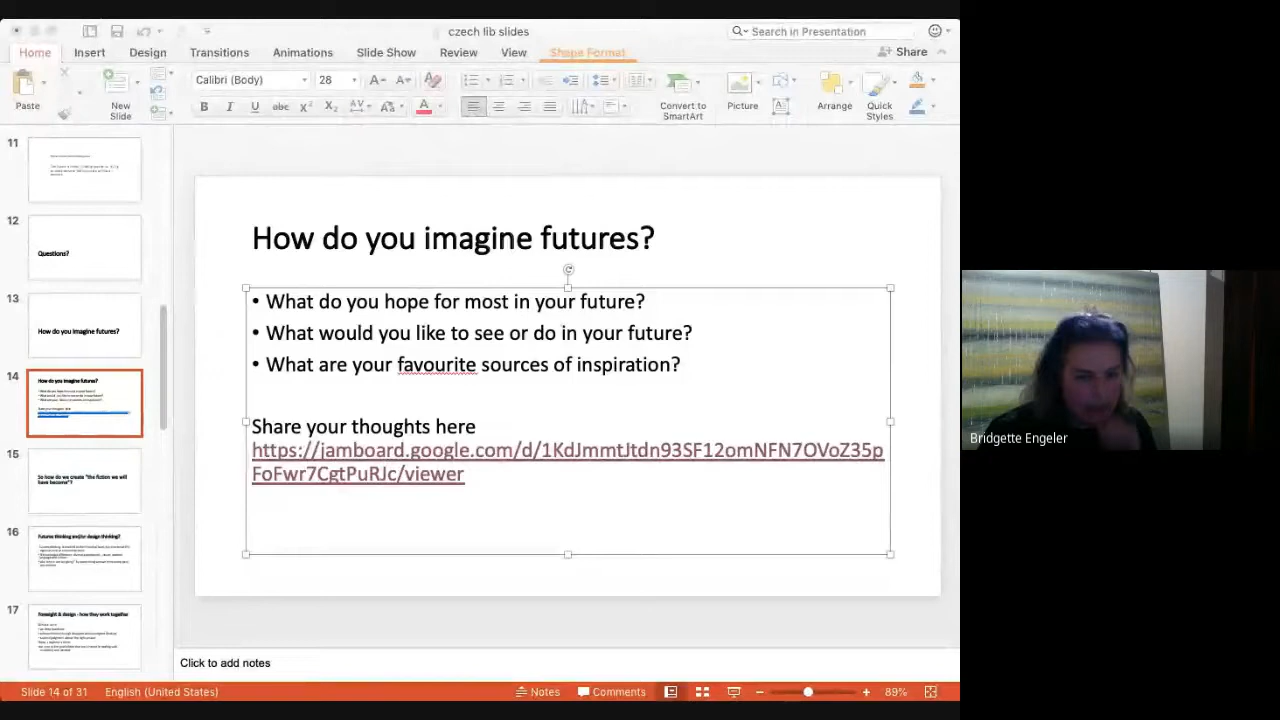 czech lib slides
Search in Presentation
Home Insert Design Transitions Animations Slide Show Review View Shape Format
Share
Calibri (Body) 28
Paste
New
Slide
Convert to
SmartArt
Picture
Arrange
Quick
Styles
11
12
Questions?
13
How do you imagine futures?
14
How do you imagine futures?
15
So how do we create "the fiction we will
have become"?
16
Futures thinking and/or design thinking?
17
Foresight & design - how they work together
How do you imagine futures?
• What do you hope for most in your future?
• What would you like to see or do in your future?
• What are your favourite sources of inspiration?
Share your thoughts here
https://jamboard.google.com/d/1KdJmmtJtdn93SF12omNFN7OVoZ35p
FoFwr7CgtPuRJc/viewer
Click to add notes
Slide 14 of 31 English (United States)
Notes Comments 89%
Bridgette Engeler